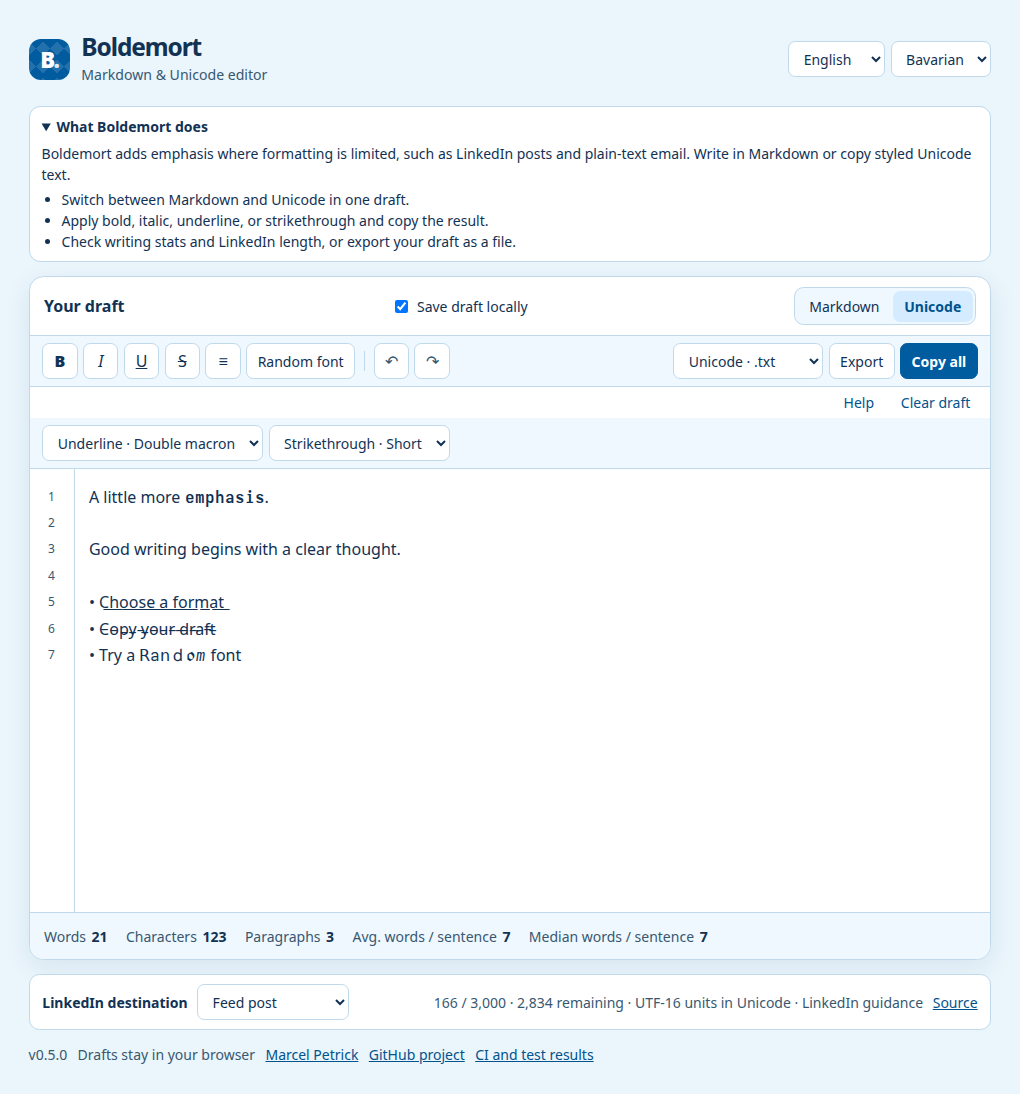 B.
Boldemort
Markdown & Unicode editor
English
Bavarian
▼ What Boldemort does
Boldemort adds emphasis where formatting is limited, such as LinkedIn posts and plain-text email. Write in Markdown or copy styled Unicode
text.
• Switch between Markdown and Unicode in one draft.
• Apply bold, italic, underline, or strikethrough and copy the result.
• Check writing stats and LinkedIn length, or export your draft as a file.
Your draft
Save draft locally
Markdown
Unicode
B I U S ≡ Random font ↶ ↷
Unicode · .txt
Export
Copy all
Help
Clear draft
Underline · Double macron
Strikethrough · Short
1 A little more emphasis.
2
3 Good writing begins with a clear thought.
4
5 • Choose a format
6 • Copy your draft
7 • Try a Random font
Words 21 Characters 123 Paragraphs 3 Avg. words / sentence 7 Median words / sentence 7
LinkedIn destination
Feed post
166 / 3,000 · 2,834 remaining · UTF-16 units in Unicode · LinkedIn guidance Source
v0.5.0 Drafts stay in your browser Marcel Petrick GitHub project CI and test results